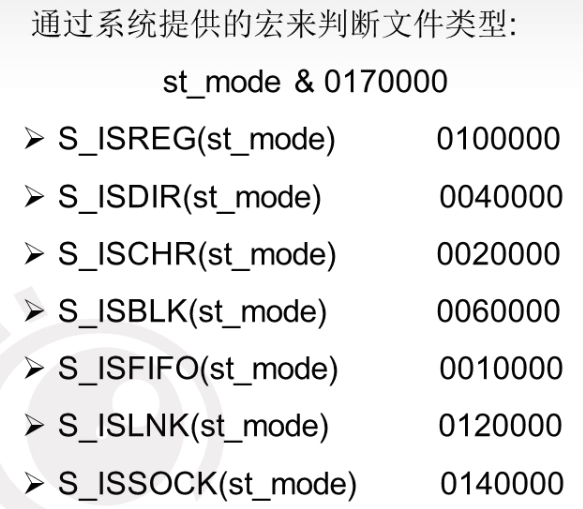 通过系统提供的宏来判断文件类型:
st_mode & 0170000
➢ S_ISREG(st_mode) 0100000
➢ S_ISDIR(st_mode) 0040000
➢ S_ISCHR(st_mode) 0020000
➢ S_ISBLK(st_mode) 0060000
➢ S_ISFIFO(st_mode) 0010000
➢ S_ISLNK(st_mode) 0120000
➢ S_ISSOCK(st_mode) 0140000